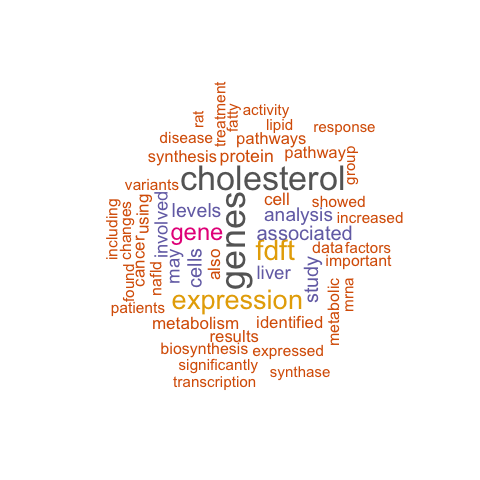 treatment
rat
fatty
activity
lipid
response
disease
pathways
synthesis
protein
pathway
group
variants
cholesterol
cell
showed
including
changes
using
involved
levels
genes
analysis
increased
gene
associated
found
cancer
nafld
may
cells
also
fdft
data
factors
important
liver
study
patients
expression
metabolic
mrna
metabolism
identified
results
biosynthesis
expressed
significantly
synthase
transcription